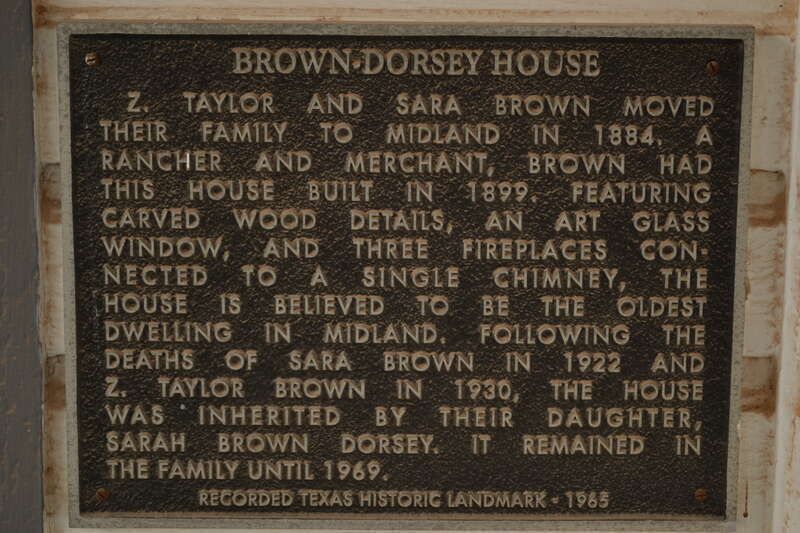 BROWN-DORSEY HOUSE
Z. TAYLOR AND SARA BROWN MOVED
THEIR FAMILY TO MIDLAND IN 1884. A
RANCHER AND MERCHANT, BROWN HAD
THIS HOUSE BUILT IN 1899. FEATURING
CARVED WOOD DETAILS, AN ART GLASS
WINDOW, AND THREE FIREPLACES CON-
NECTED TO A SINGLE CHIMNEY, THE
HOUSE IS BELIEVED TO BE THE OLDEST
DWELLING IN MIDLAND. FOLLOWING THE
DEATHS OF SARA BROWN IN 1922 AND
Z. TAYLOR BROWN IN 1930, THE HOUSE
WAS INHERITED BY THEIR DAUGHTER,
SARAH BROWN DORSEY. IT REMAINED IN
THE FAMILY UNTIL 1969.
RECORDED TEXAS HISTORIC LANDMARK - 1965